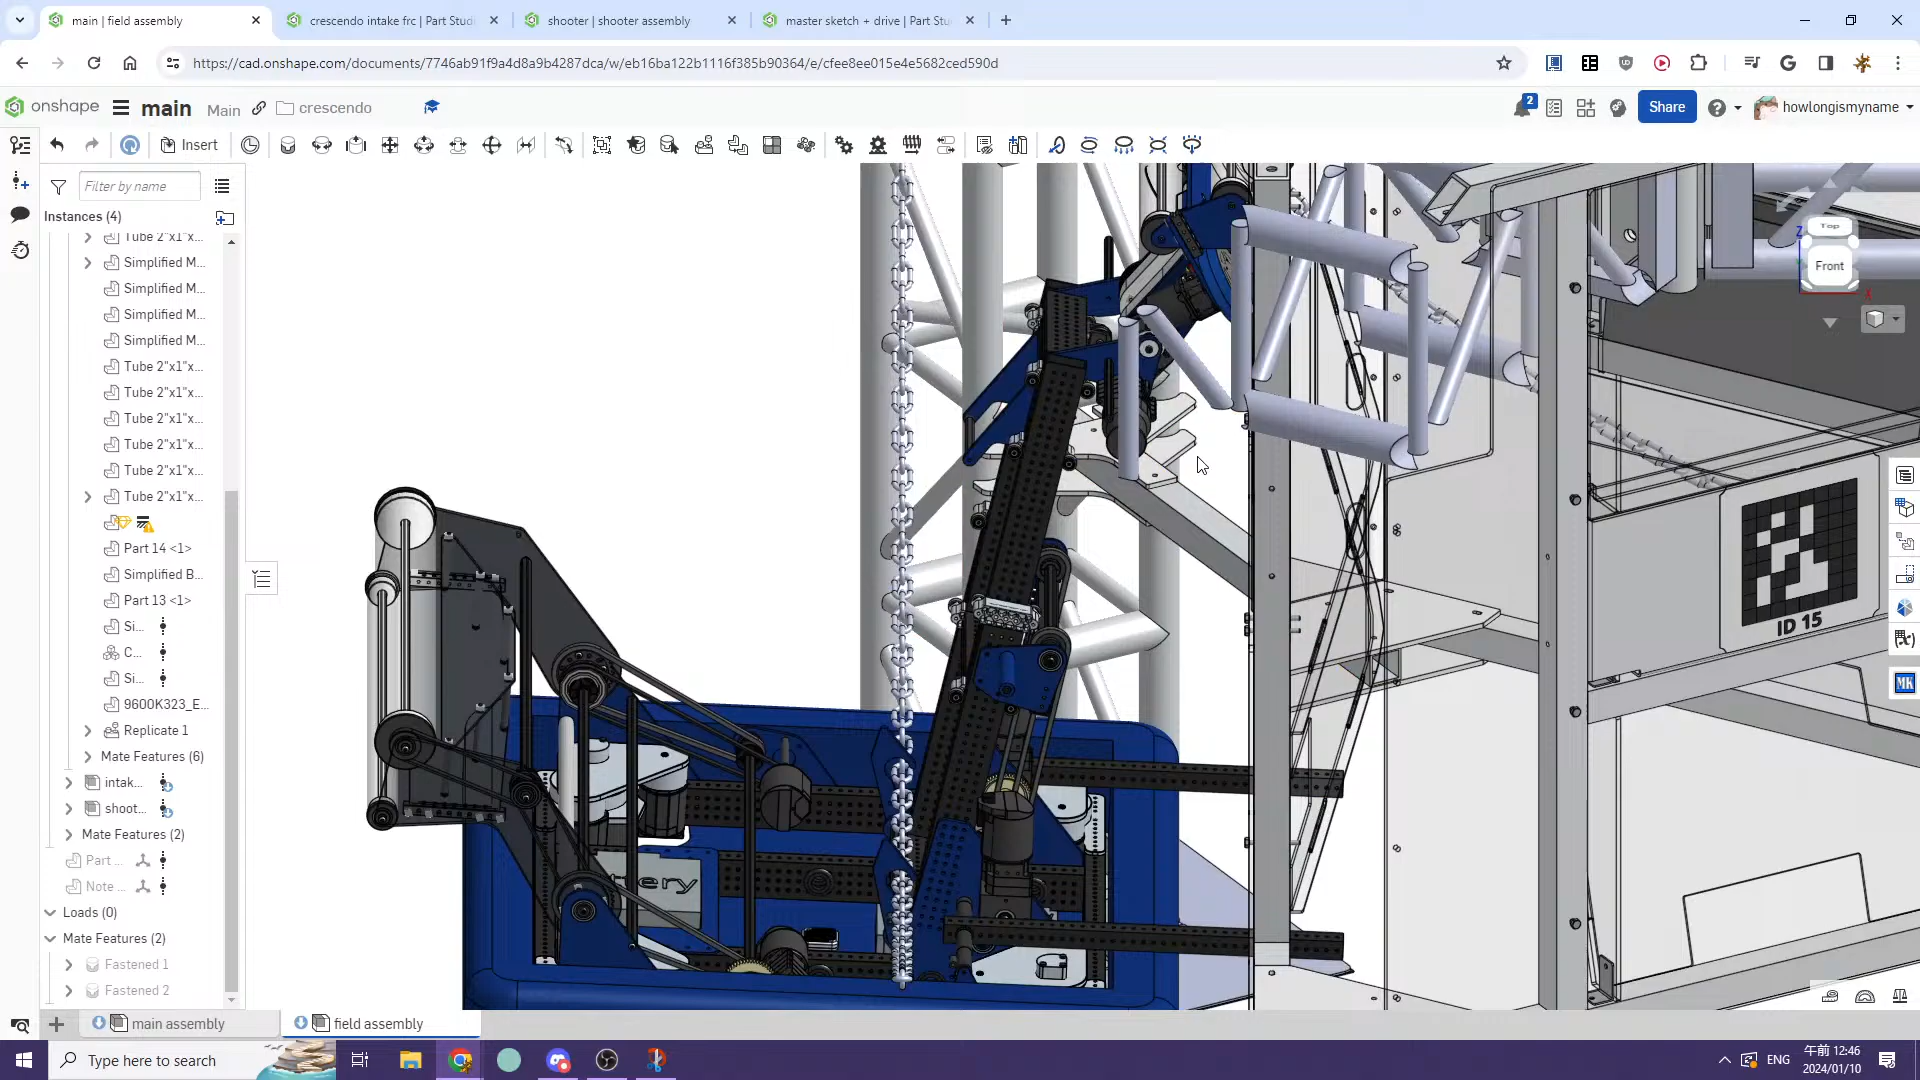 main | field assembly
crescendo intake frc | Part Stud
shooter | shooter assembly
master sketch + drive | Part Stu
https://cad.onshape.com/documents/7746ab91f9a4d8a9b4287dca/w/eb16ba122b1116f385b90364/e/cfee8ee015e4e5682ced590d
onshape
main
Main
crescendo
2
Share
howlongismyname
Insert
Filter by name
Instances (4)
Tube 2"x1"x...
Simplified M...
Simplified M...
Simplified M...
Simplified M...
Tube 2"x1"x...
Tube 2"x1"x...
Tube 2"x1"x...
Tube 2"x1"x...
Tube 2"x1"x...
Tube 2"x1"x...
Part 14 <1>
Simplified B...
Part 13 <1>
Si...
C...
Si...
9600K323_E...
Replicate 1
Mate Features (6)
intak...
shoot...
Mate Features (2)
Part ...
Note ...
Loads (0)
Mate Features (2)
Fastened 1
Fastened 2
Top
Front
Z
X
ID 15
tery
(x)
MK
main assembly
field assembly
Type here to search
ENG
午前 12:46
2024/01/10